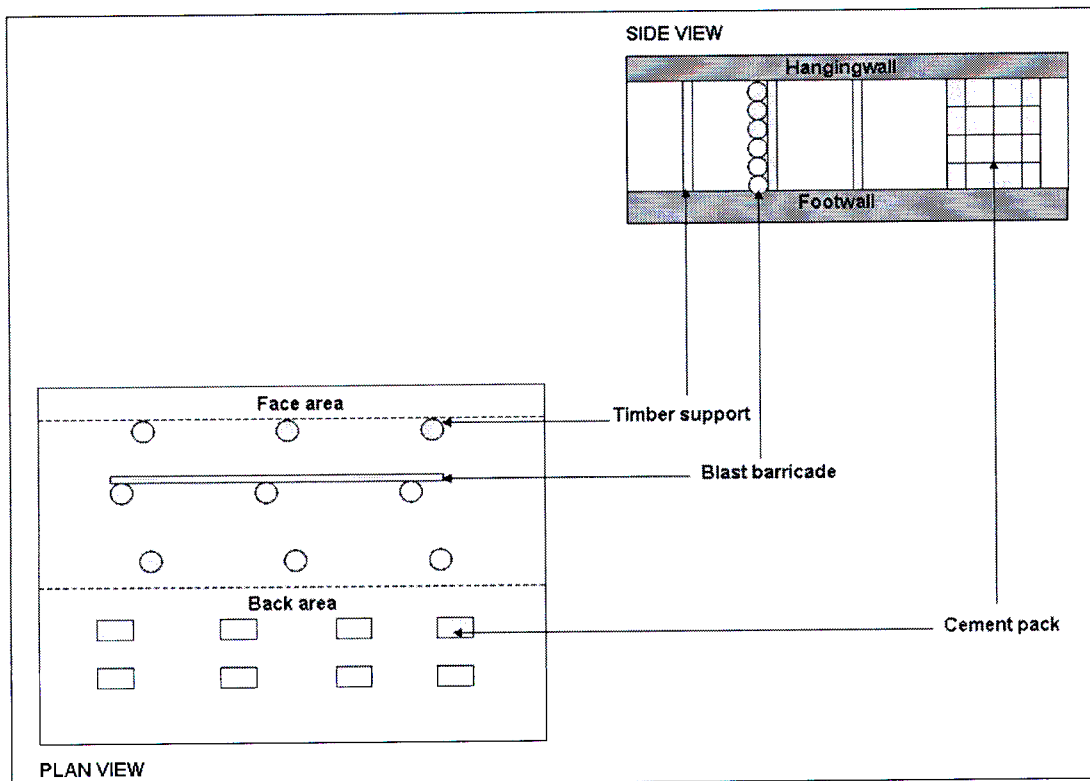 SIDE VIEW
Hangingwall
Footwall
Face area
Timber support
Blast barricade
Back area
Cement pack
PLAN VIEW